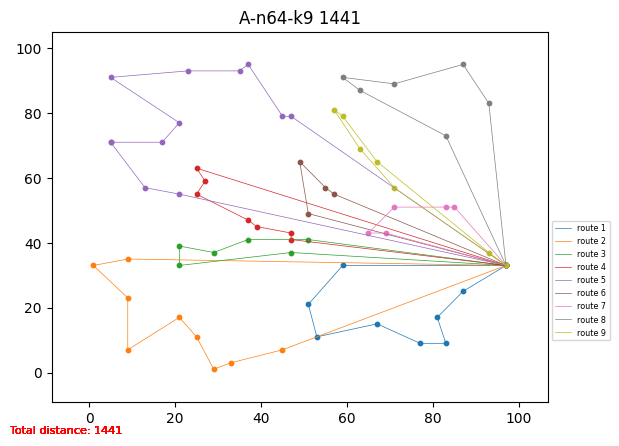 A-n64-k9 1441
100
80
60
40
20
0
0 20 40 60 80 100
route 1
route 2
route 3
route 4
route 5
route 6
route 7
route 8
route 9
Total distance: 1441